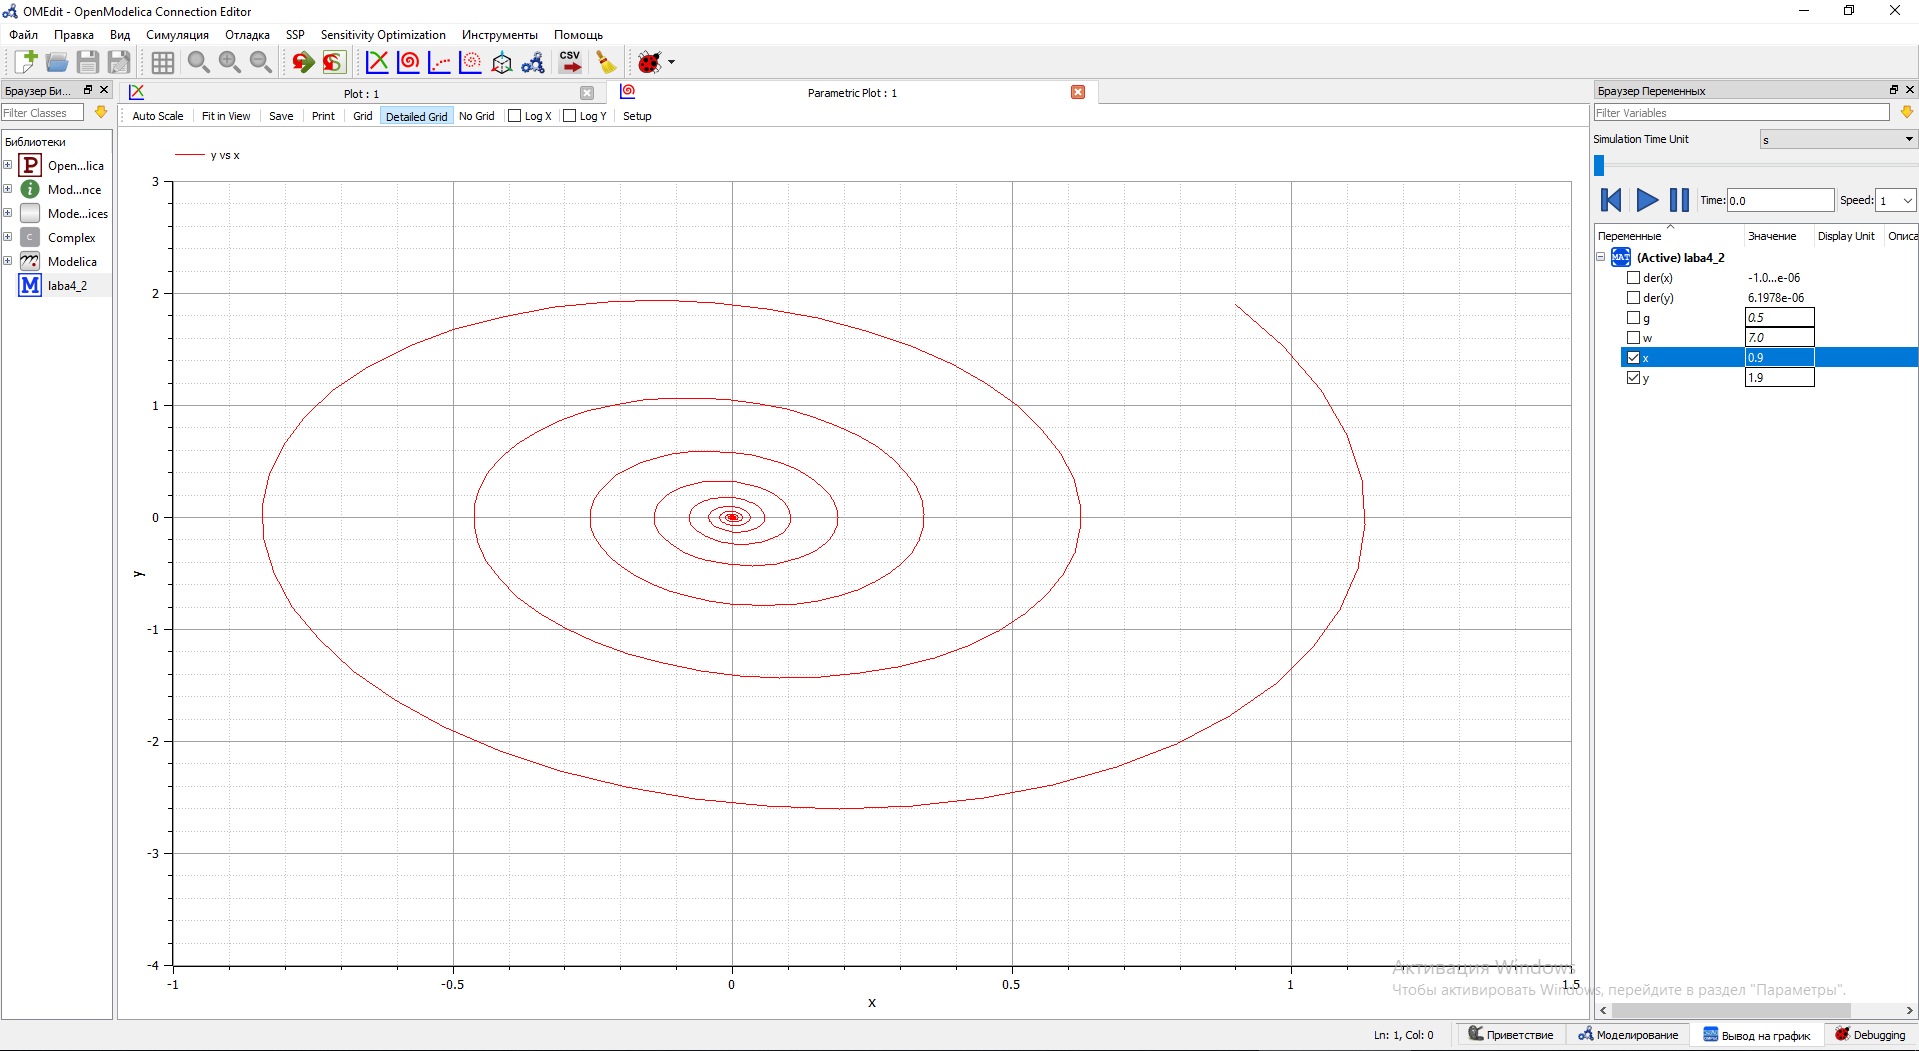 OMEdit - OpenModelica Connection Editor
Файл Правка Вид Симуляция Отладка SSP Sensitivity Optimization Инструменты Помощь
CSV
Браузер Би...
Plot : 1
Parametric Plot : 1
Браузер Переменных
Filter Classes
Auto Scale Fit in View Save Print Grid Detailed Grid No Grid Log X Log Y Setup
Filter Variables
Библиотеки
P Open...lica
i Mod...nce
Mode...ices
C Complex
Modelica
M laba4_2
y vs x
3
2
1
0
-1
-2
-3
-4
y
-1 -0.5 0 0.5 1 1.5
x
Simulation Time Unit s
Time: 0.0 Speed: 1
Переменные Значение Display Unit Описа
MAT (Active) laba4_2
der(x) -1.0...e-06
der(y) 6.1978e-06
g 0.5
w 7.0
x 0.9
y 1.9
Активация Windows
Чтобы активировать Windows, перейдите в раздел "Параметры".
Ln: 1, Col: 0 Приветствие Моделирование Вывод на график Debugging